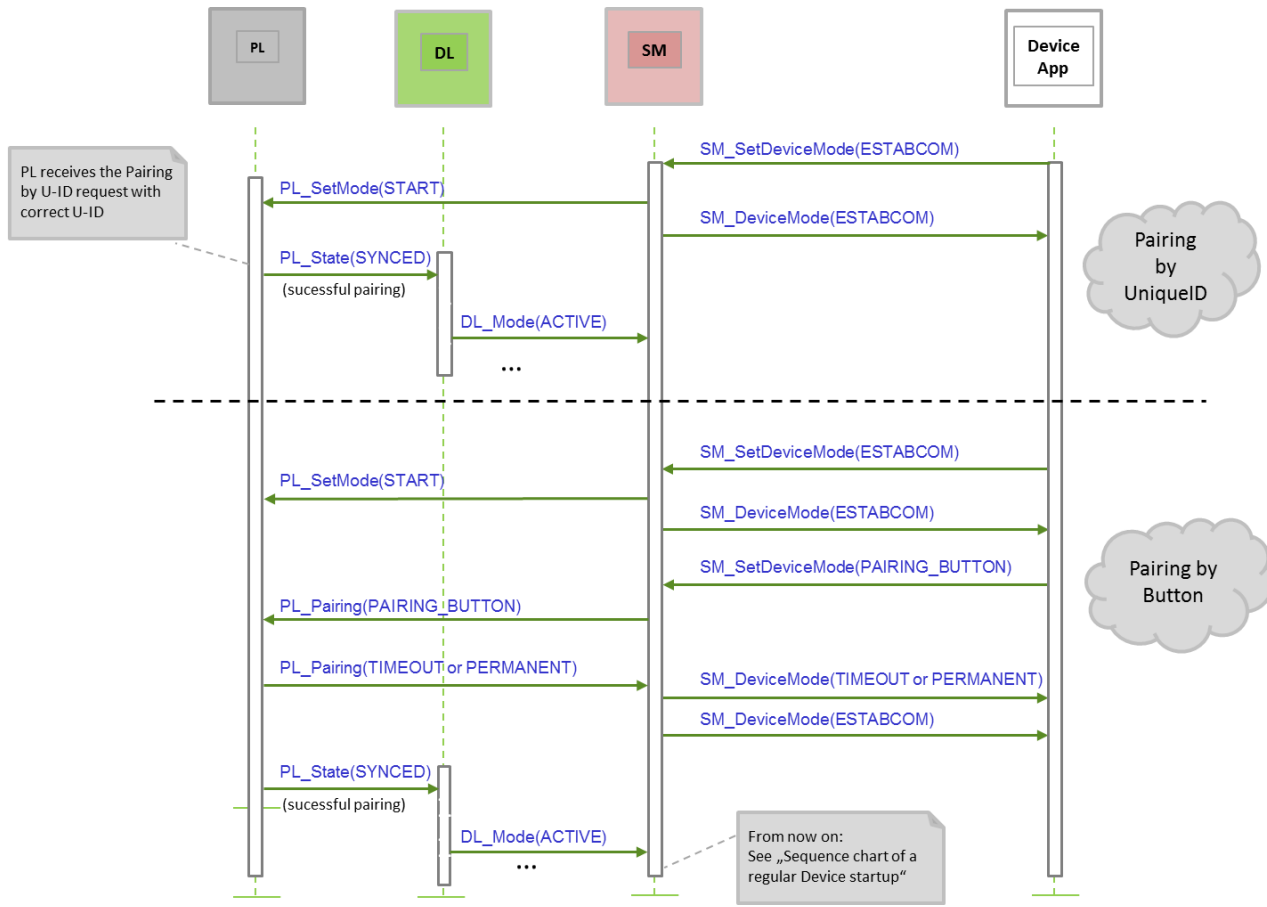 PL
DL
SM
Device
App
SM_SetDeviceMode(ESTABCOM)
PL receives the Pairing
by U-ID request with
correct U-ID
PL_SetMode(START)
SM_DeviceMode(ESTABCOM)
Pairing
by
UniqueID
PL_State(SYNCED)
(sucessful pairing)
DL_Mode(ACTIVE)
...
SM_SetDeviceMode(ESTABCOM)
PL_SetMode(START)
SM_DeviceMode(ESTABCOM)
SM_SetDeviceMode(PAIRING_BUTTON)
Pairing by
Button
PL_Pairing(PAIRING_BUTTON)
PL_Pairing(TIMEOUT or PERMANENT)
SM_DeviceMode(TIMEOUT or PERMANENT)
SM_DeviceMode(ESTABCOM)
PL_State(SYNCED)
(sucessful pairing)
DL_Mode(ACTIVE)
...
From now on:
See „Sequence chart of a
regular Device startup“